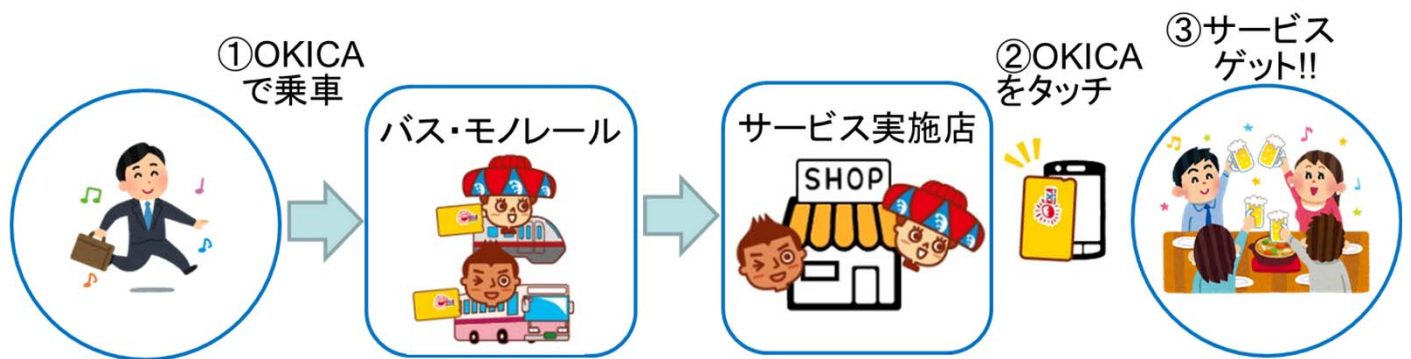 ①OKICA
で乗車
バス・モノレール
サービス実施店
SHOP
②OKICA
をタッチ
③サービス
ゲット!!